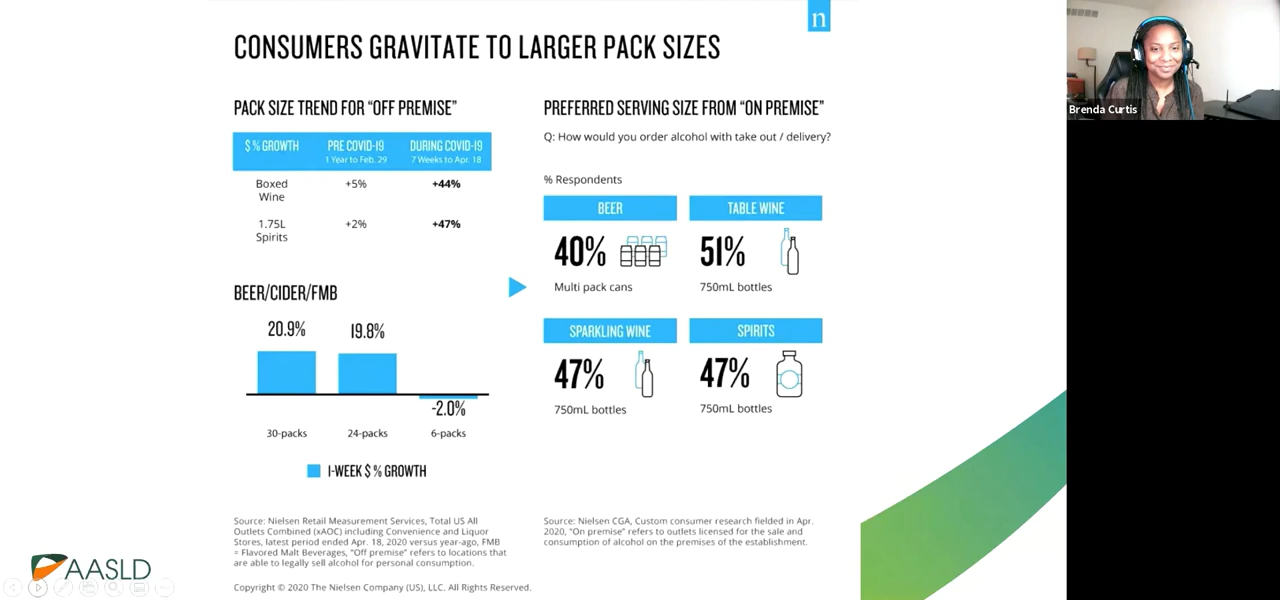 n
CONSUMERS GRAVITATE TO LARGER PACK SIZES
PACK SIZE TREND FOR “OFF PREMISE”
$ % GROWTH PRE COVID-19 DURING COVID-19
1 Year to Feb. 29 7 Weeks to Apr. 18
Boxed +5% +44%
Wine
1.75L +2% +47%
Spirits
BEER/CIDER/FMB
20.9% 19.8%
-2.0%
30-packs 24-packs 6-packs
1-WEEK $ % GROWTH
Source: Nielsen Retail Measurement Services, Total US All
Outlets Combined (xAOC) including Convenience and Liquor
Stores, latest period ended Apr. 18, 2020 versus year-ago, FMB
= Flavored Malt Beverages, “Off premise” refers to locations that
are able to legally sell alcohol for personal consumption.
Copyright © 2020 The Nielsen Company (US), LLC. All Rights Reserved.
PREFERRED SERVING SIZE FROM “ON PREMISE”
Q: How would you order alcohol with take out / delivery?
% Respondents
BEER TABLE WINE
40% 51%
Multi pack cans 750mL bottles
SPARKLING WINE SPIRITS
47% 47%
750mL bottles 750mL bottles
Source: Nielsen CGA, Custom consumer research fielded in Apr.
2020, “On premise” refers to outlets licensed for the sale and
consumption of alcohol on the premises of the establishment.
AASLD
Brenda Curtis